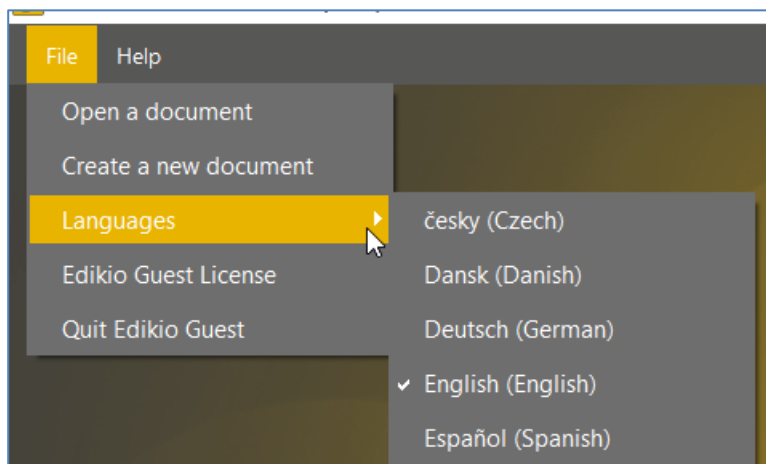 File Help
Open a document
Create a new document
Languages
Edikio Guest License
Quit Edikio Guest
česky (Czech)
Dansk (Danish)
Deutsch (German)
English (English)
Español (Spanish)